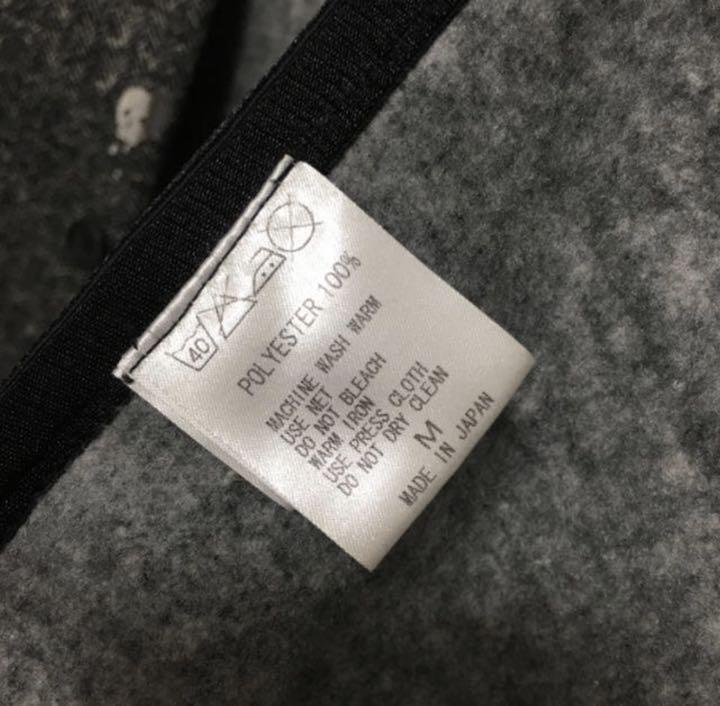 40
POLYESTER 100%
MACHINE WASH WARM
USE NET
DO NOT BLEACH
WARM IRON
USE PRESS CLOTH
DO NOT DRY CLEAN
M
MADE IN JAPAN